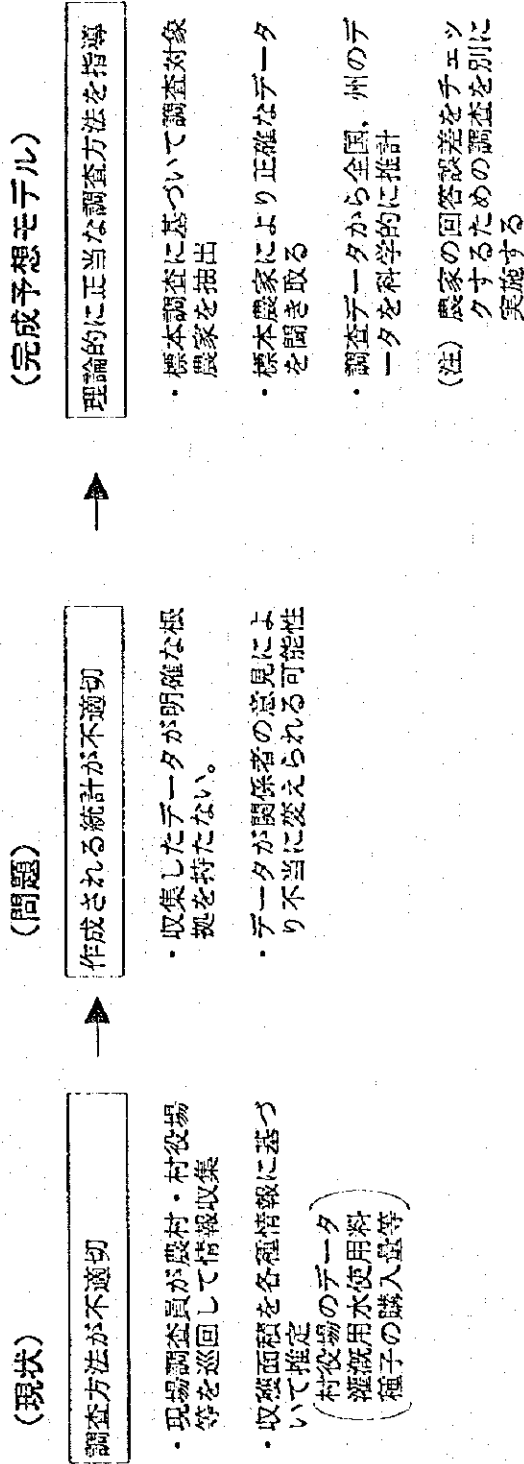 (現状)
調査方法が不適切
・現場調査員が農村・村役場
等を巡回して情報収集
・収穫面積を各種情報に基づ
いて推定
村役場のデータ
灌漑用水使用料
種子の購入量等
(問題)
作成される統計が不適切
・収集したデータが明確な根
拠を持たない。
・データが関係者の意見によ
り不当に変えられる可能性
(完成予想モデル)
理論的に正当な調査方法を指導
・標本調査に基づいて調査対象
農家を抽出
・標本農家により正確なデータ
を聞き取る
・調査データから全国、州のデ
ータを科学的に推計
(注) 農家の回答誤差をチェッ
クするための調査を別に
実施する